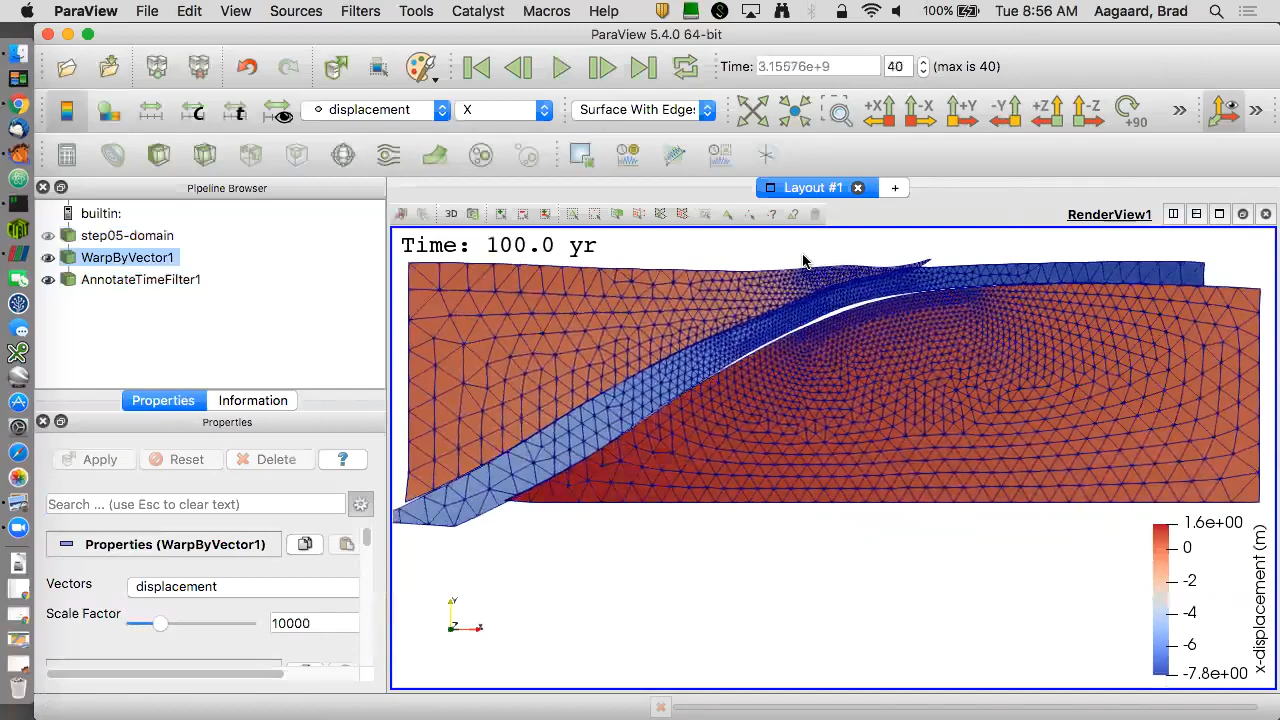 ParaView File Edit View Sources Filters Tools Catalyst Macros Help 100% Tue 8:56 AM Aagaard, Brad
ParaView 5.4.0 64-bit
Time: 3.15576e+9 40 (max is 40)
displacement X Surface With Edges +X -X +Y -Y +Z -Z +90 »  »
Pipeline Browser
Layout #1 +
builtin:
3D RenderView1
step05-domain
WarpByVector1
AnnotateTimeFilter1
Time: 100.0 yr
Properties Information
Properties
Apply Reset Delete ?
Search ... (use Esc to clear text)
Properties (WarpByVector1)
Vectors displacement
Scale Factor 10000
Y
Z X
1.6e+00
0
-2
-4
-6
-7.8e+00
x-displacement (m)